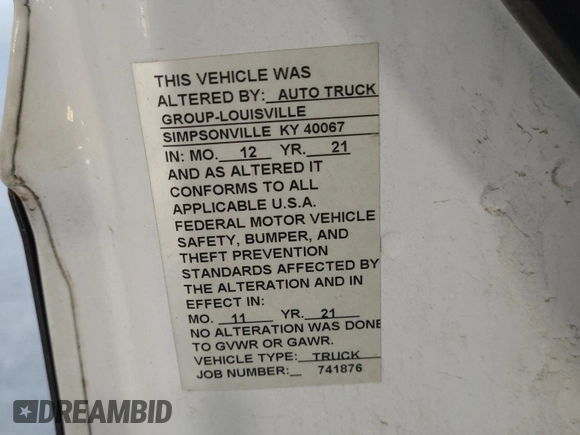 THIS VEHICLE WAS
ALTERED BY: AUTO TRUCK
GROUP-LOUISVILLE
SIMPSONVILLE KY 40067
IN: MO. 12 YR. 21
AND AS ALTERED IT
CONFORMS TO ALL
APPLICABLE U.S.A.
FEDERAL MOTOR VEHICLE
SAFETY, BUMPER, AND
THEFT PREVENTION
STANDARDS AFFECTED BY
THE ALTERATION AND IN
EFFECT IN:
MO. 11 YR. 21
NO ALTERATION WAS DONE
TO GVWR OR GAWR.
VEHICLE TYPE: TRUCK
JOB NUMBER: 741876
DREAMBID